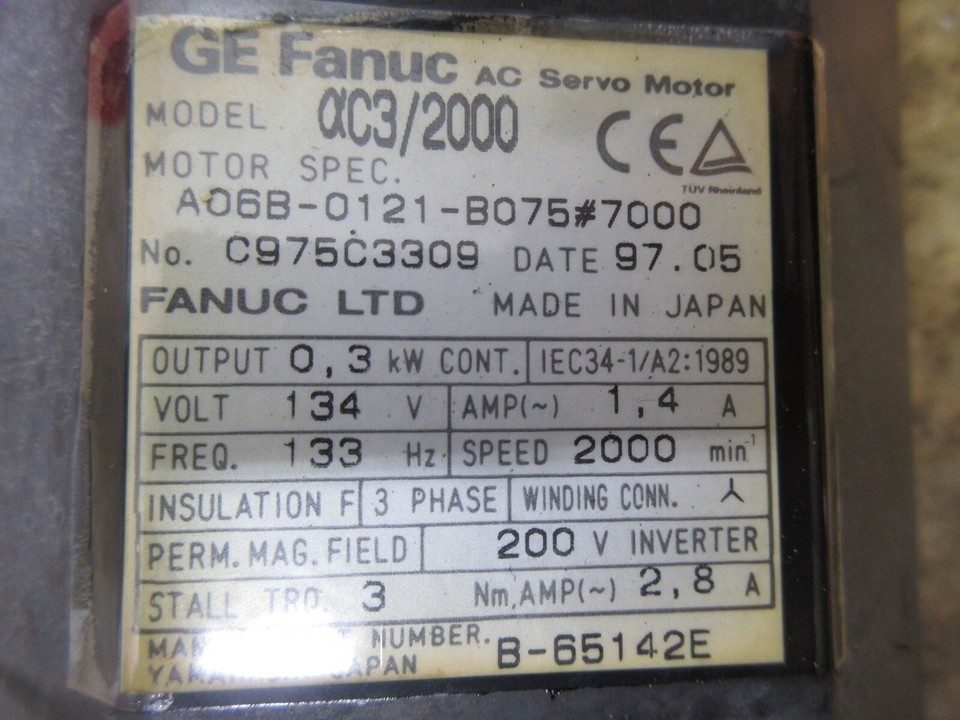 GE Fanuc AC Servo Motor
MODEL αC3/2000
CE
TÜV Rheinland
MOTOR SPEC.
A06B-0121-B075#7000
No. C975C3309 DATE 97.05
FANUC LTD MADE IN JAPAN
OUTPUT 0,3 kW CONT. IEC34-1/A2:1989
VOLT 134 V AMP(~) 1,4 A
FREQ. 133 Hz SPEED 2000 min⁻¹
INSULATION F 3 PHASE WINDING CONN.
PERM. MAG. FIELD 200 V INVERTER
STALL TRQ. 3 Nm, AMP(~) 2,8 A
NUMBER. B-65142E
JAPAN